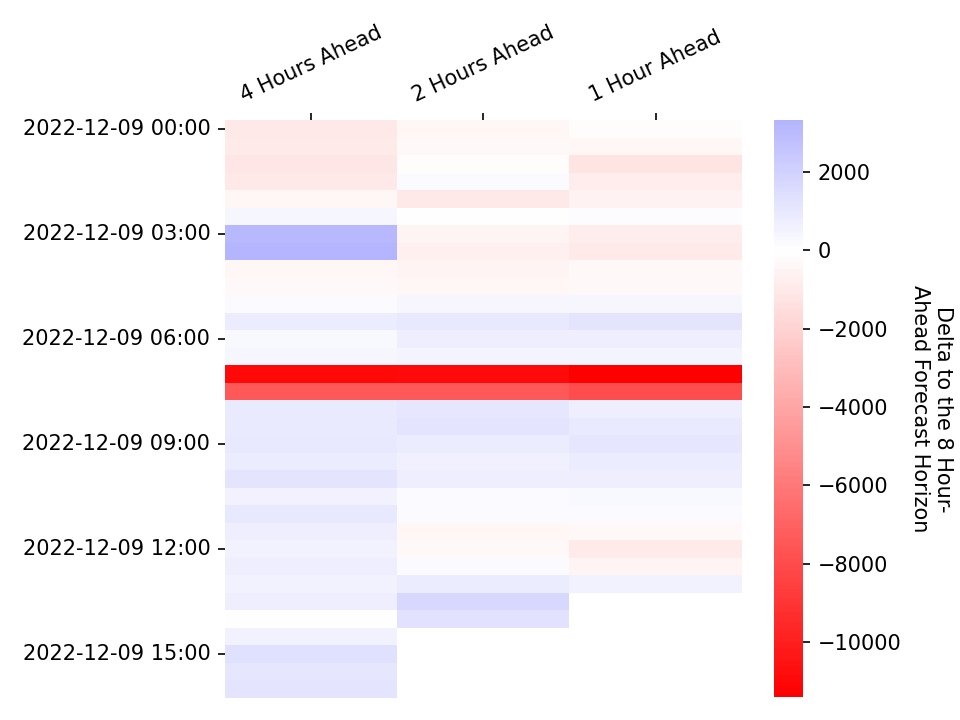 4 Hours Ahead
2 Hours Ahead
1 Hour Ahead
2022-12-09 00:00
2022-12-09 03:00
2022-12-09 06:00
2022-12-09 09:00
2022-12-09 12:00
2022-12-09 15:00
2000
0
−2000
−4000
−6000
−8000
−10000
Delta to the 8 Hour-
Ahead Forecast Horizon